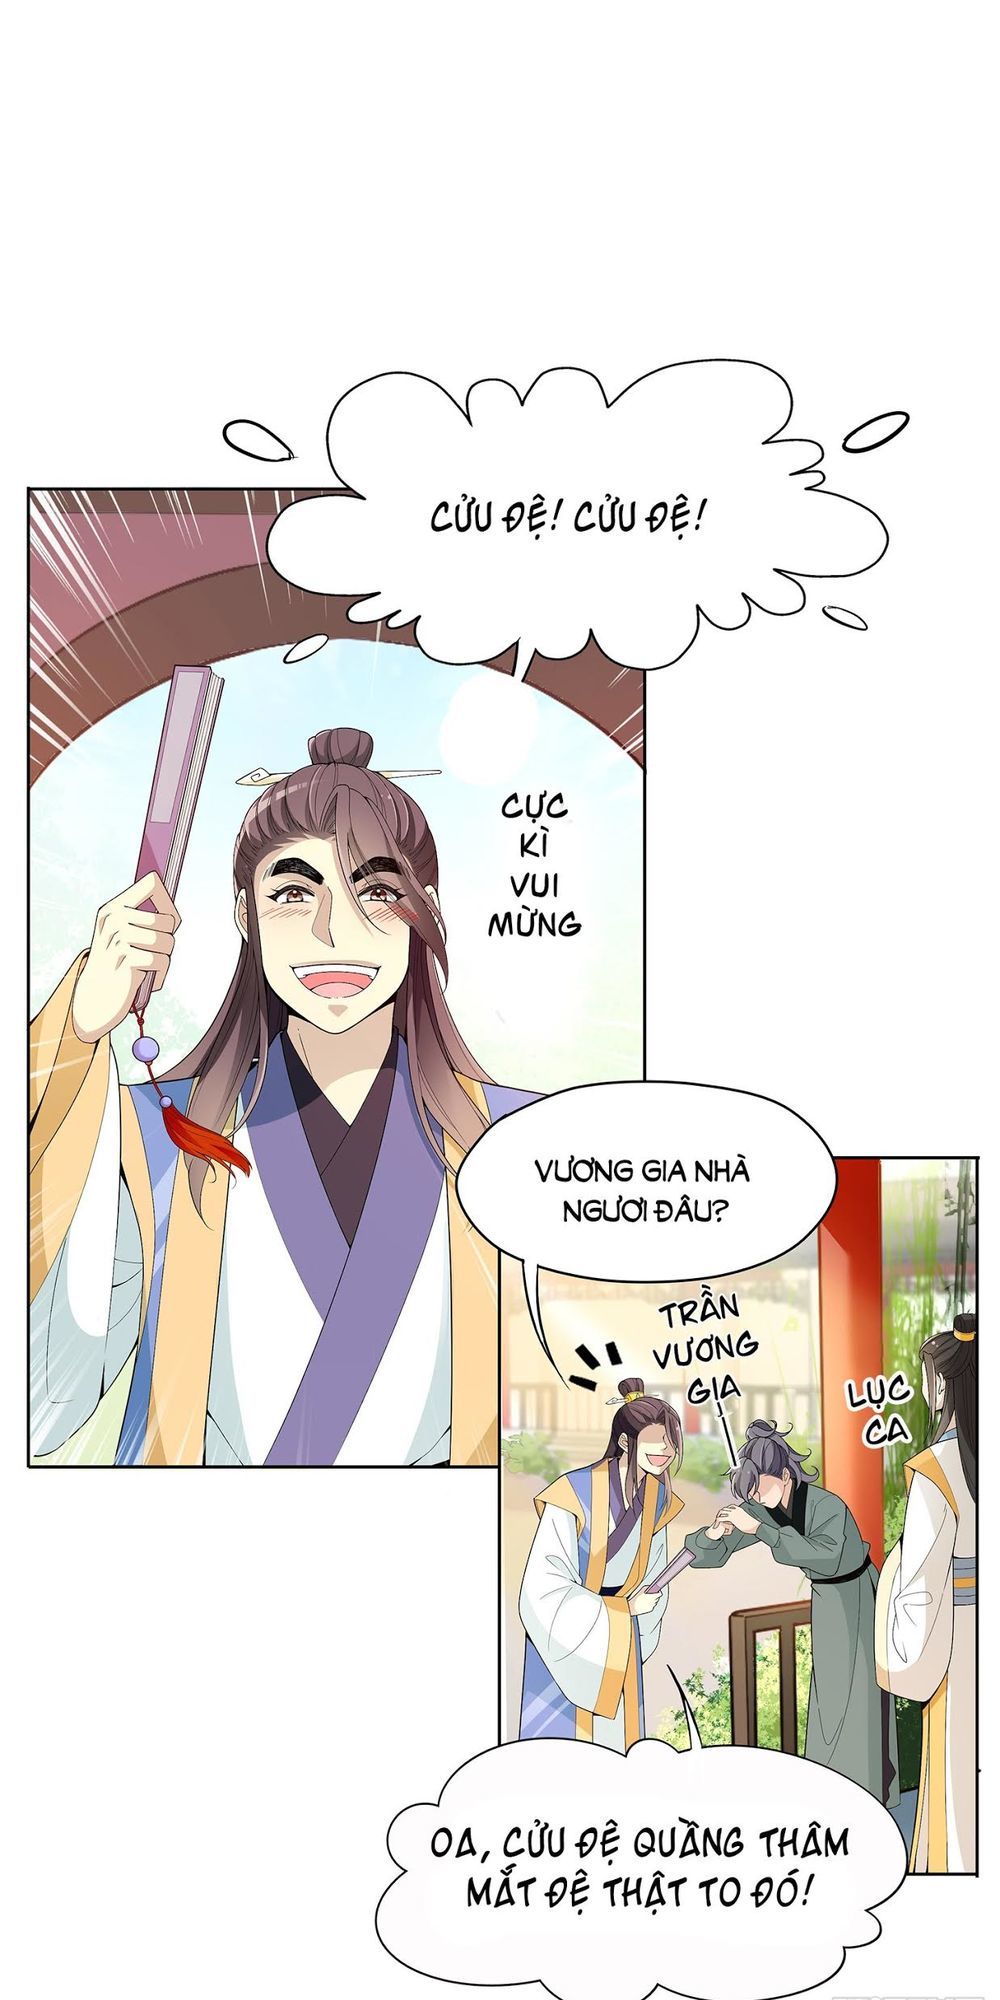 CỬU ĐỆ! CỬU ĐỆ!
CỰC
KÌ
VUI
MỪNG
VƯƠNG GIA NHÀ
NGƯƠI ĐÂU?
TRẦN
VƯƠNG
GIA
LỤC
CA
OA, CỬU ĐỆ QUẦNG THÂM
MẮT ĐỆ THẬT TO ĐÓ!